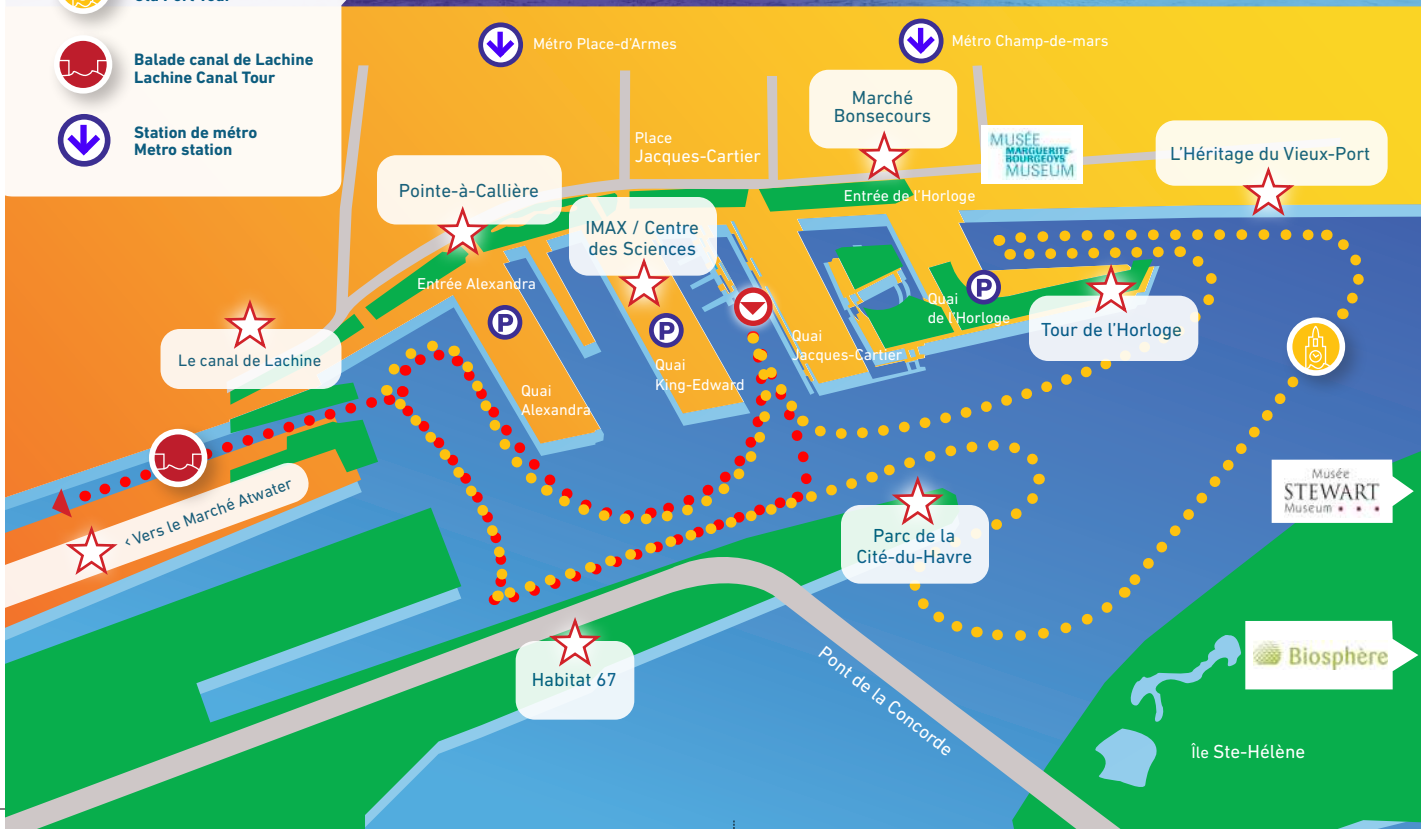 Old Port Tour
Balade canal de Lachine
Lachine Canal Tour
Station de métro
Metro station
Métro Place-d'Armes
Métro Champ-de-mars
Marché
Bonsecours
Place
Jacques-Cartier
MUSÉE
MARGUERITE-
BOURGEOYS
MUSEUM
L'Héritage du Vieux-Port
Pointe-à-Callière
Entrée de l'Horloge
IMAX / Centre
des Sciences
Entrée Alexandra
P
P
P
Quai
de l'Horloge
Tour de l'Horloge
Quai
Jacques-Cartier
Le canal de Lachine
Quai
King-Edward
Quai
Alexandra
Musée
STEWART
Museum
‹ Vers le Marché Atwater
Parc de la
Cité-du-Havre
Habitat 67
Pont de la Concorde
Biosphère
Île Ste-Hélène